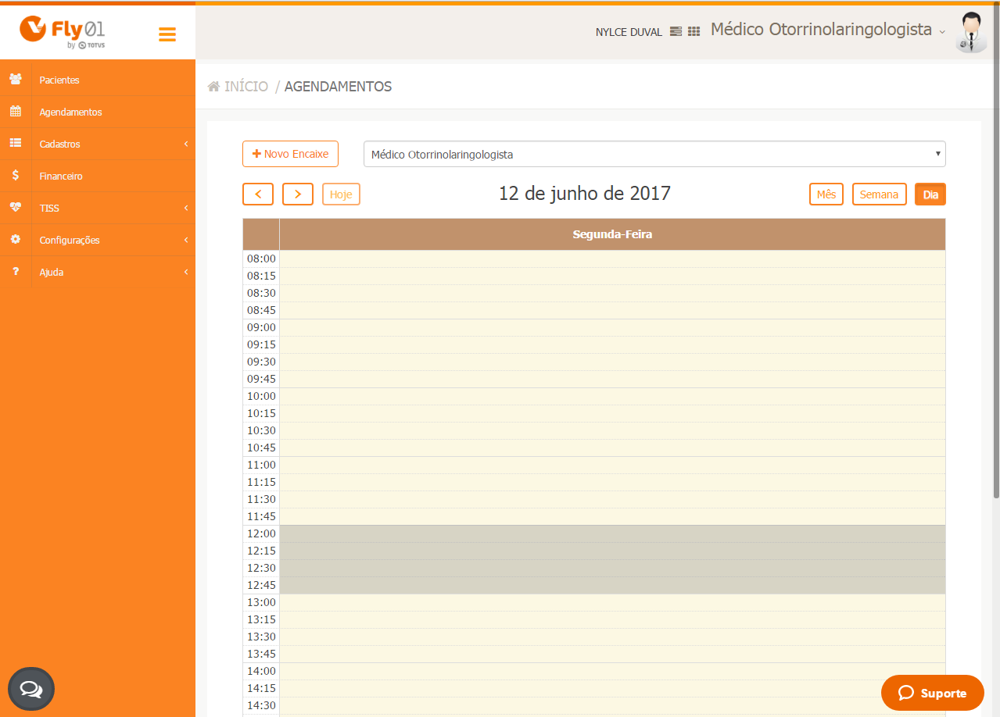 Fly01
by TOTVS
NYLCE DUVAL
Médico Otorrinolaringologista
Pacientes
Agendamentos
Cadastros
Financeiro
TISS
Configurações
Ajuda
INÍCIO / AGENDAMENTOS
+ Novo Encaixe
Médico Otorrinolaringologista
< > Hoje
12 de junho de 2017
Mês Semana Dia
Segunda-Feira
08:00
08:15
08:30
08:45
09:00
09:15
09:30
09:45
10:00
10:15
10:30
10:45
11:00
11:15
11:30
11:45
12:00
12:15
12:30
12:45
13:00
13:15
13:30
13:45
14:00
14:15
14:30
Suporte